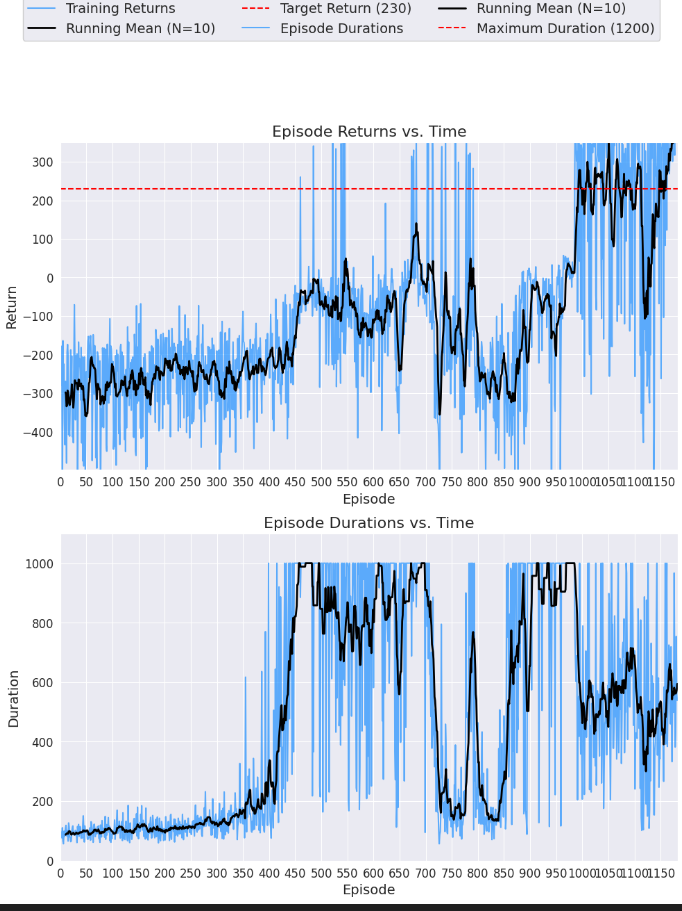 Training Returns Target Return (230) Running Mean (N=10)
Running Mean (N=10) Episode Durations Maximum Duration (1200)
Episode Returns vs. Time
300
200
100
0
−100
−200
−300
−400
Return
0 50 100 150 200 250 300 350 400 450 500 550 600 650 700 750 800 850 900 950 1000 1050 1100 1150
Episode
Episode Durations vs. Time
1000
800
600
400
200
0
Duration
0 50 100 150 200 250 300 350 400 450 500 550 600 650 700 750 800 850 900 950 1000 1050 1100 1150
Episode